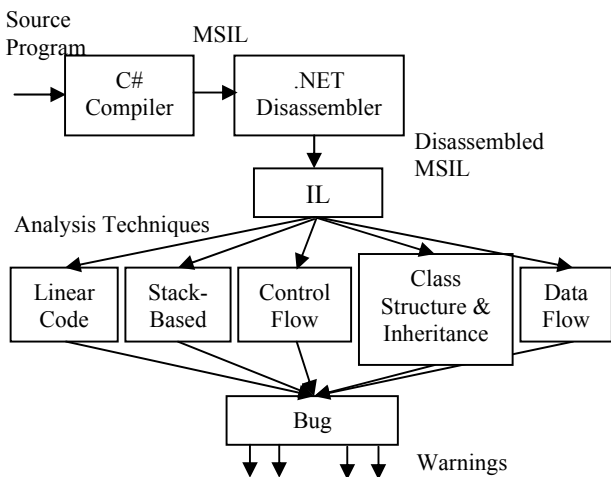 Source
Program
MSIL
C#
Compiler
.NET
Disassembler
Disassembled
MSIL
IL
Analysis Techniques
Linear
Code
Stack-
Based
Control
Flow
Class
Structure &
Inheritance
Data
Flow
Bug
Warnings